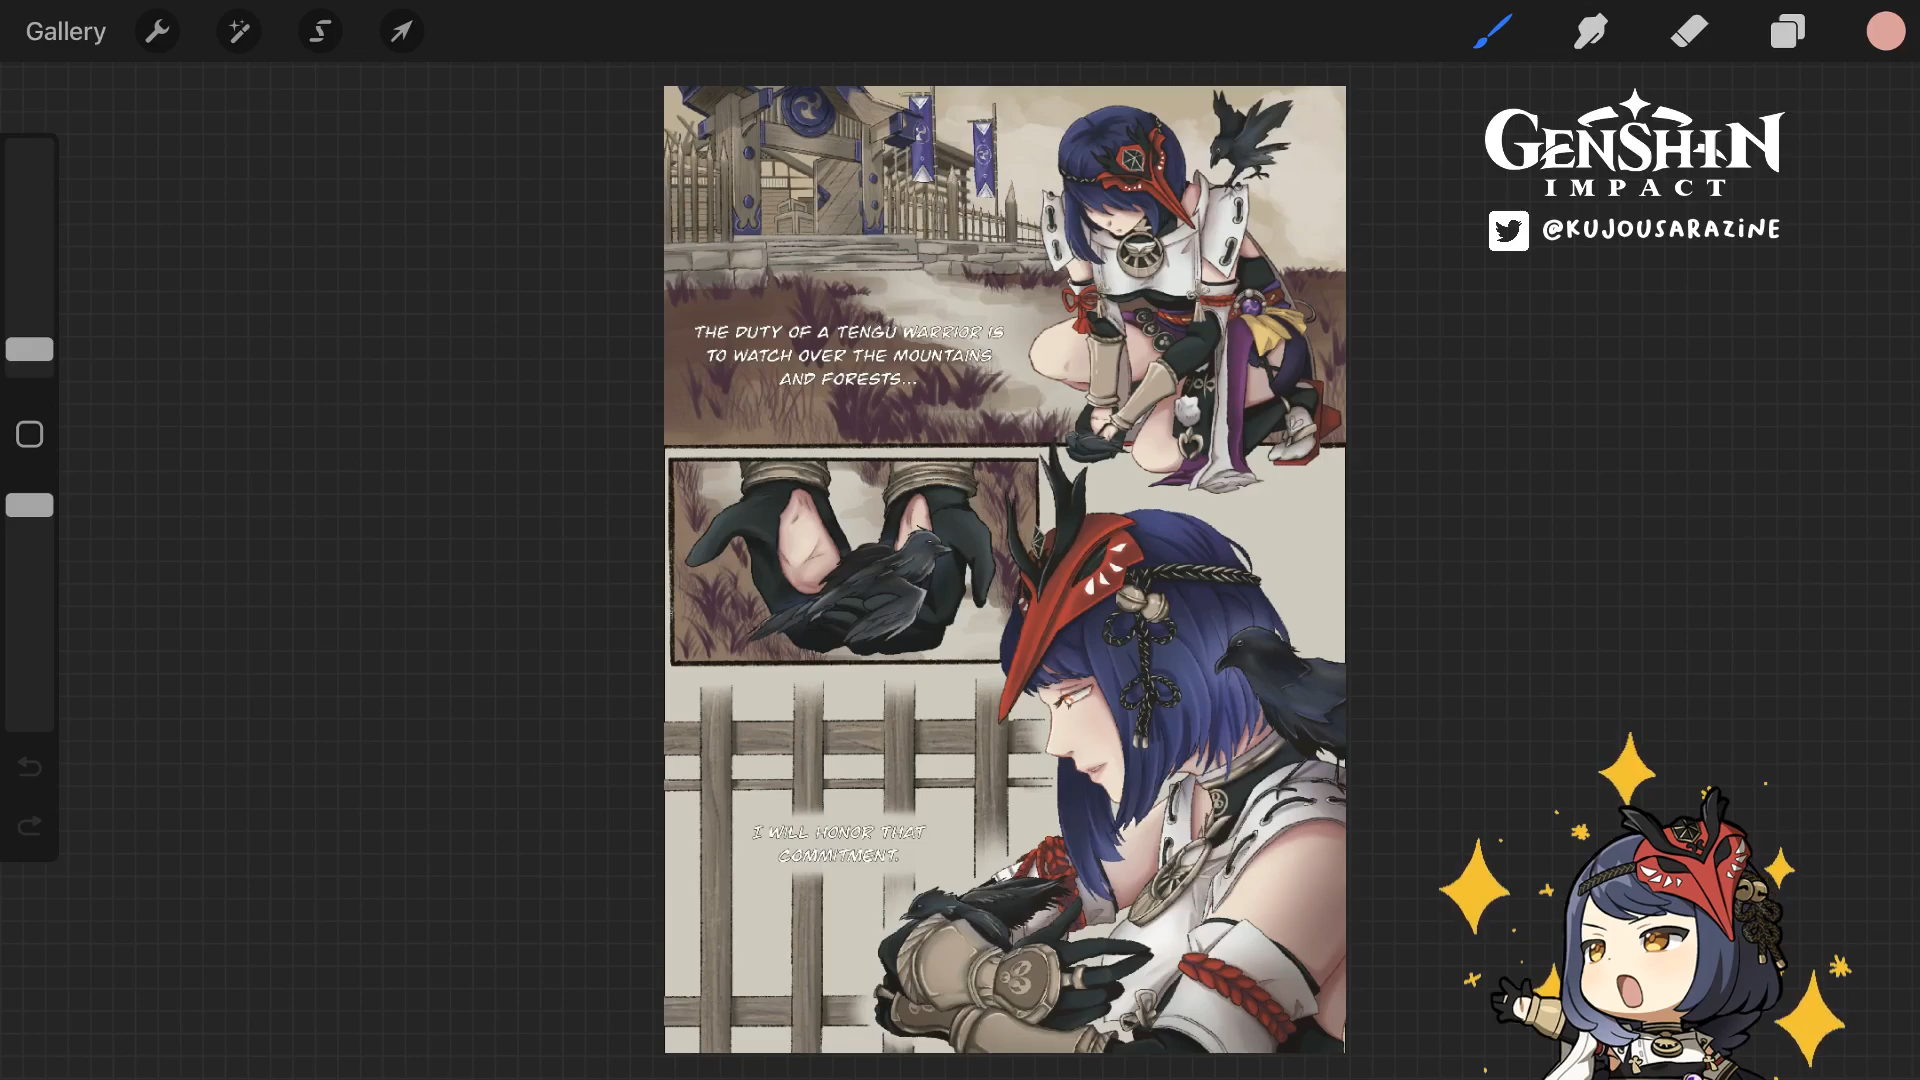 Gallery
GENSHIN
IMPACT
@KUJOUSARAZINE
THE DUTY OF A TENGU WARRIOR IS
TO WATCH OVER THE MOUNTAINS
AND FORESTS...
I WILL HONOR THAT
COMMITMENT.